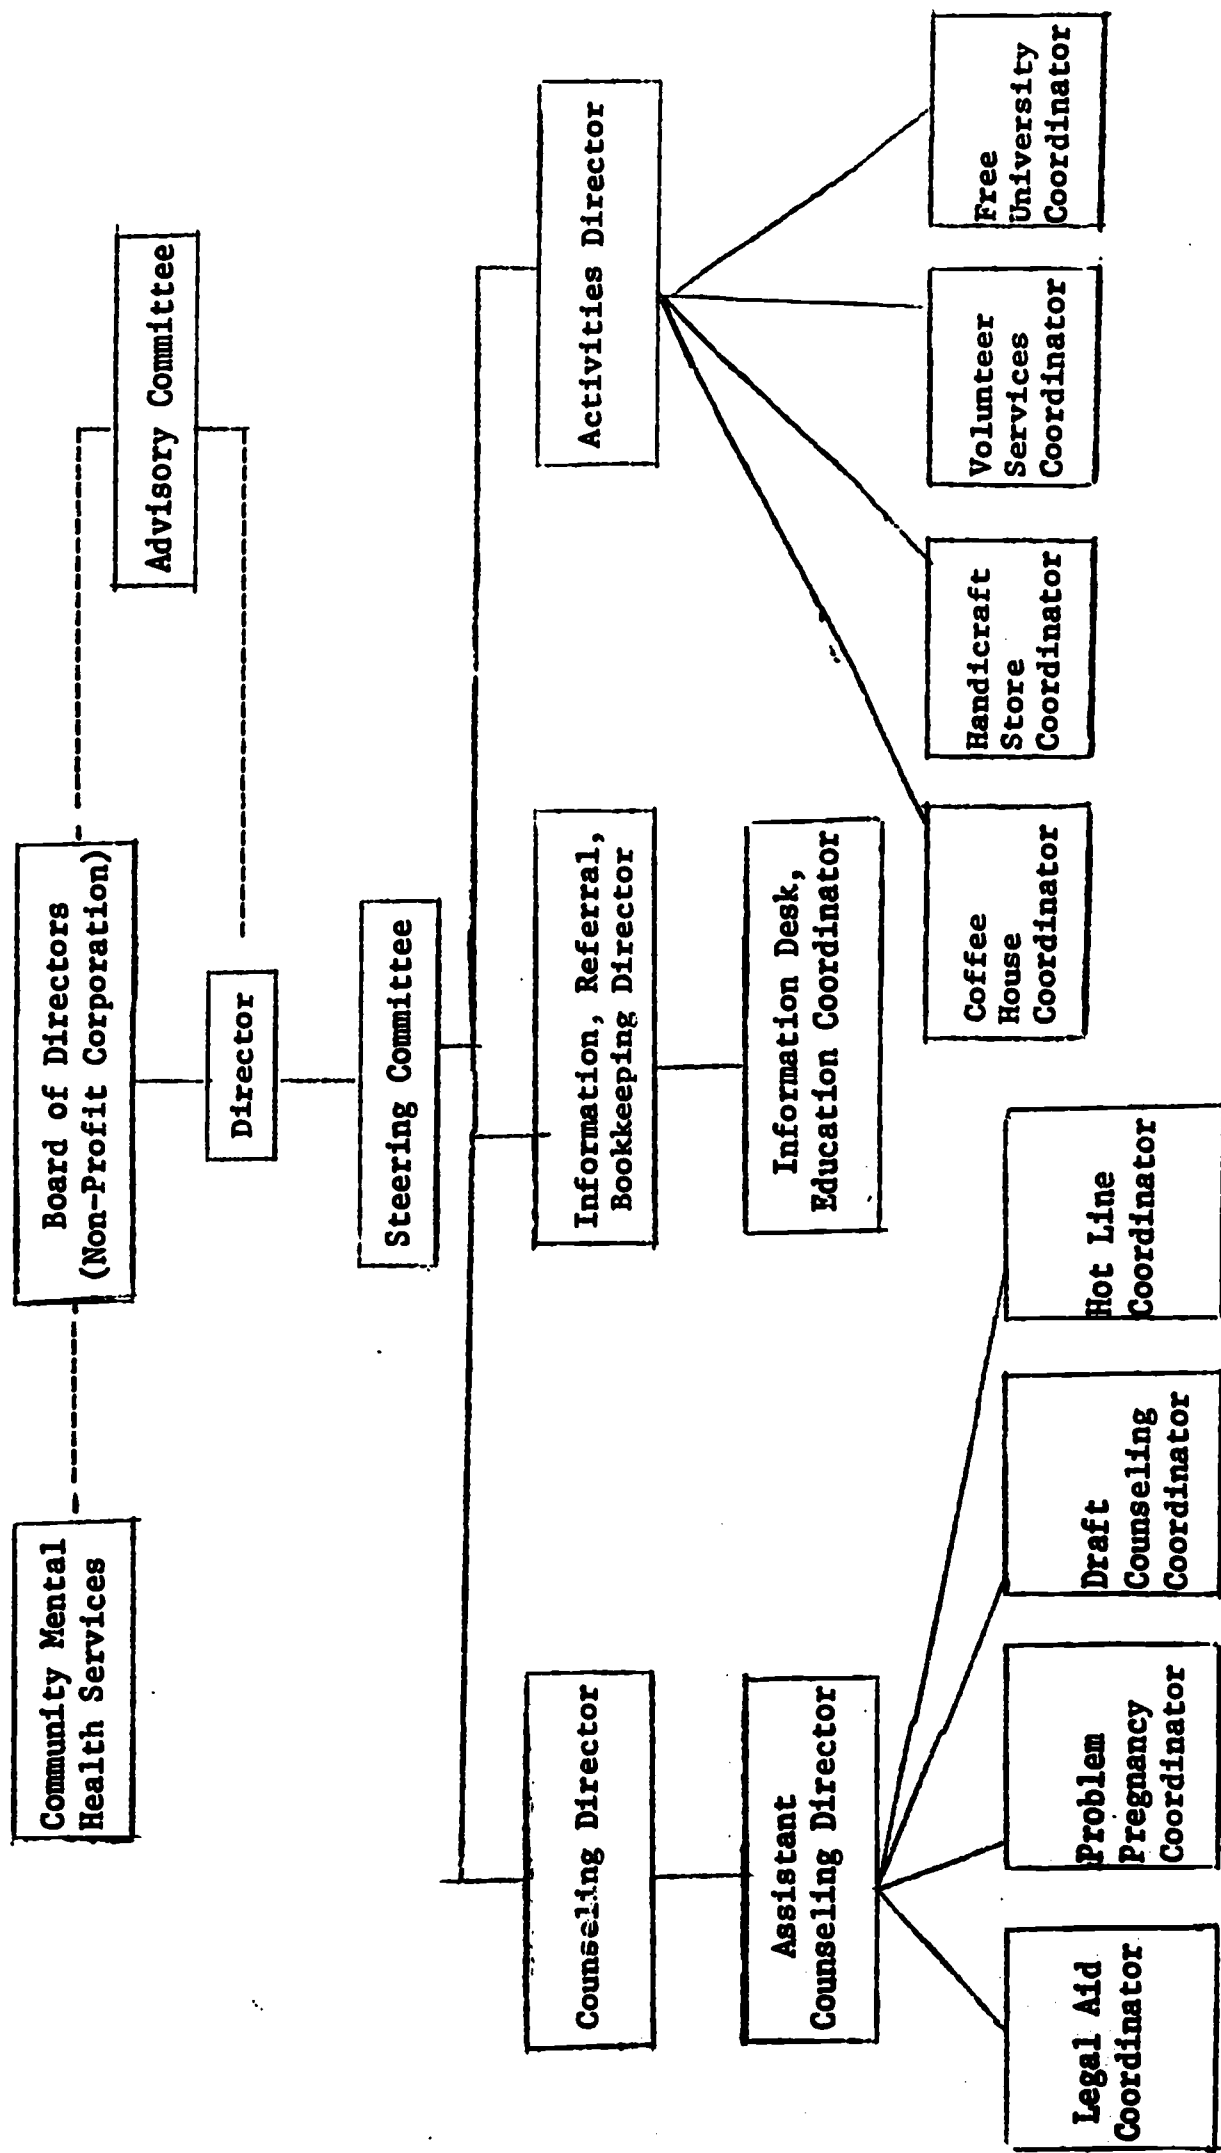 Community Mental
Health Services
Board of Directors
(Non-Profit Corporation)
Advisory Committee
Director
Steering Committee
Counseling Director
Information, Referral,
Bookkeeping Director
Activities Director
Assistant
Counseling Director
Information Desk,
Education Coordinator
Legal Aid
Coordinator
Problem
Pregnancy
Coordinator
Draft
Counseling
Coordinator
Hot Line
Coordinator
Coffee
House
Coordinator
Handicraft
Store
Coordinator
Volunteer
Services
Coordinator
Free
University
Coordinator